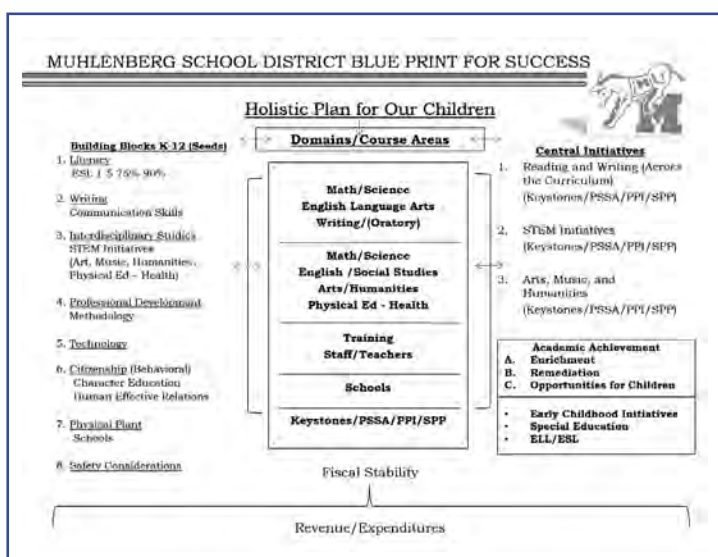 MUHLENBERG SCHOOL DISTRICT BLUE PRINT FOR SUCCESS
Holistic Plan for Our Children
Domains/Course Areas
Building Blocks K-12 (Seeds)
1. Literacy
ESL 1 5 75% 90%
2. Writing
Communication Skills
3. Interdisciplinary Studies
STEM Initiatives
(Art, Music, Humanities,
Physical Ed - Health)
4. Professional Development
Methodology
5. Technology
6. Citizenship (Behavioral)
Character Education
Human Effective Relations
7. Physical Plant
Schools
8. Safety Considerations
Math/Science
English Language Arts
Writing/(Oratory)
Math/Science
English /Social Studies
Arts/Humanities
Physical Ed - Health
Training
Staff/Teachers
Schools
Keystones/PSSA/PPI/SPP
Central Initiatives
1. Reading and Writing (Across
the Curriculum)
(Keystones/PSSA/PPI/SPP)
2. STEM Initiatives
(Keystones/PSSA/PPI/SPP)
3. Arts, Music, and
Humanities
(Keystones/PSSA/PPI/SPP)
Academic Achievement
A. Enrichment
B. Remediation
C. Opportunities for Children
• Early Childhood Initiatives
• Special Education
• ELL/ESL
Fiscal Stability
Revenue/Expenditures